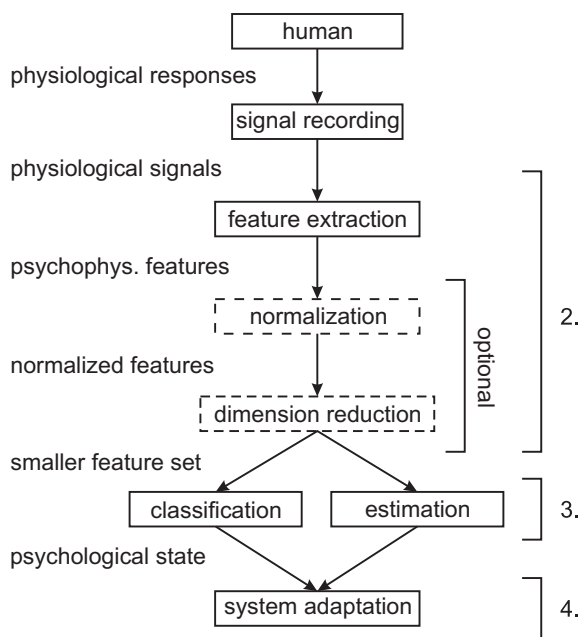 human
physiological responses
signal recording
physiological signals
feature extraction
psychophys. features
normalization
optional
2.
normalized features
dimension reduction
smaller feature set
classification
estimation
3.
psychological state
system adaptation
4.